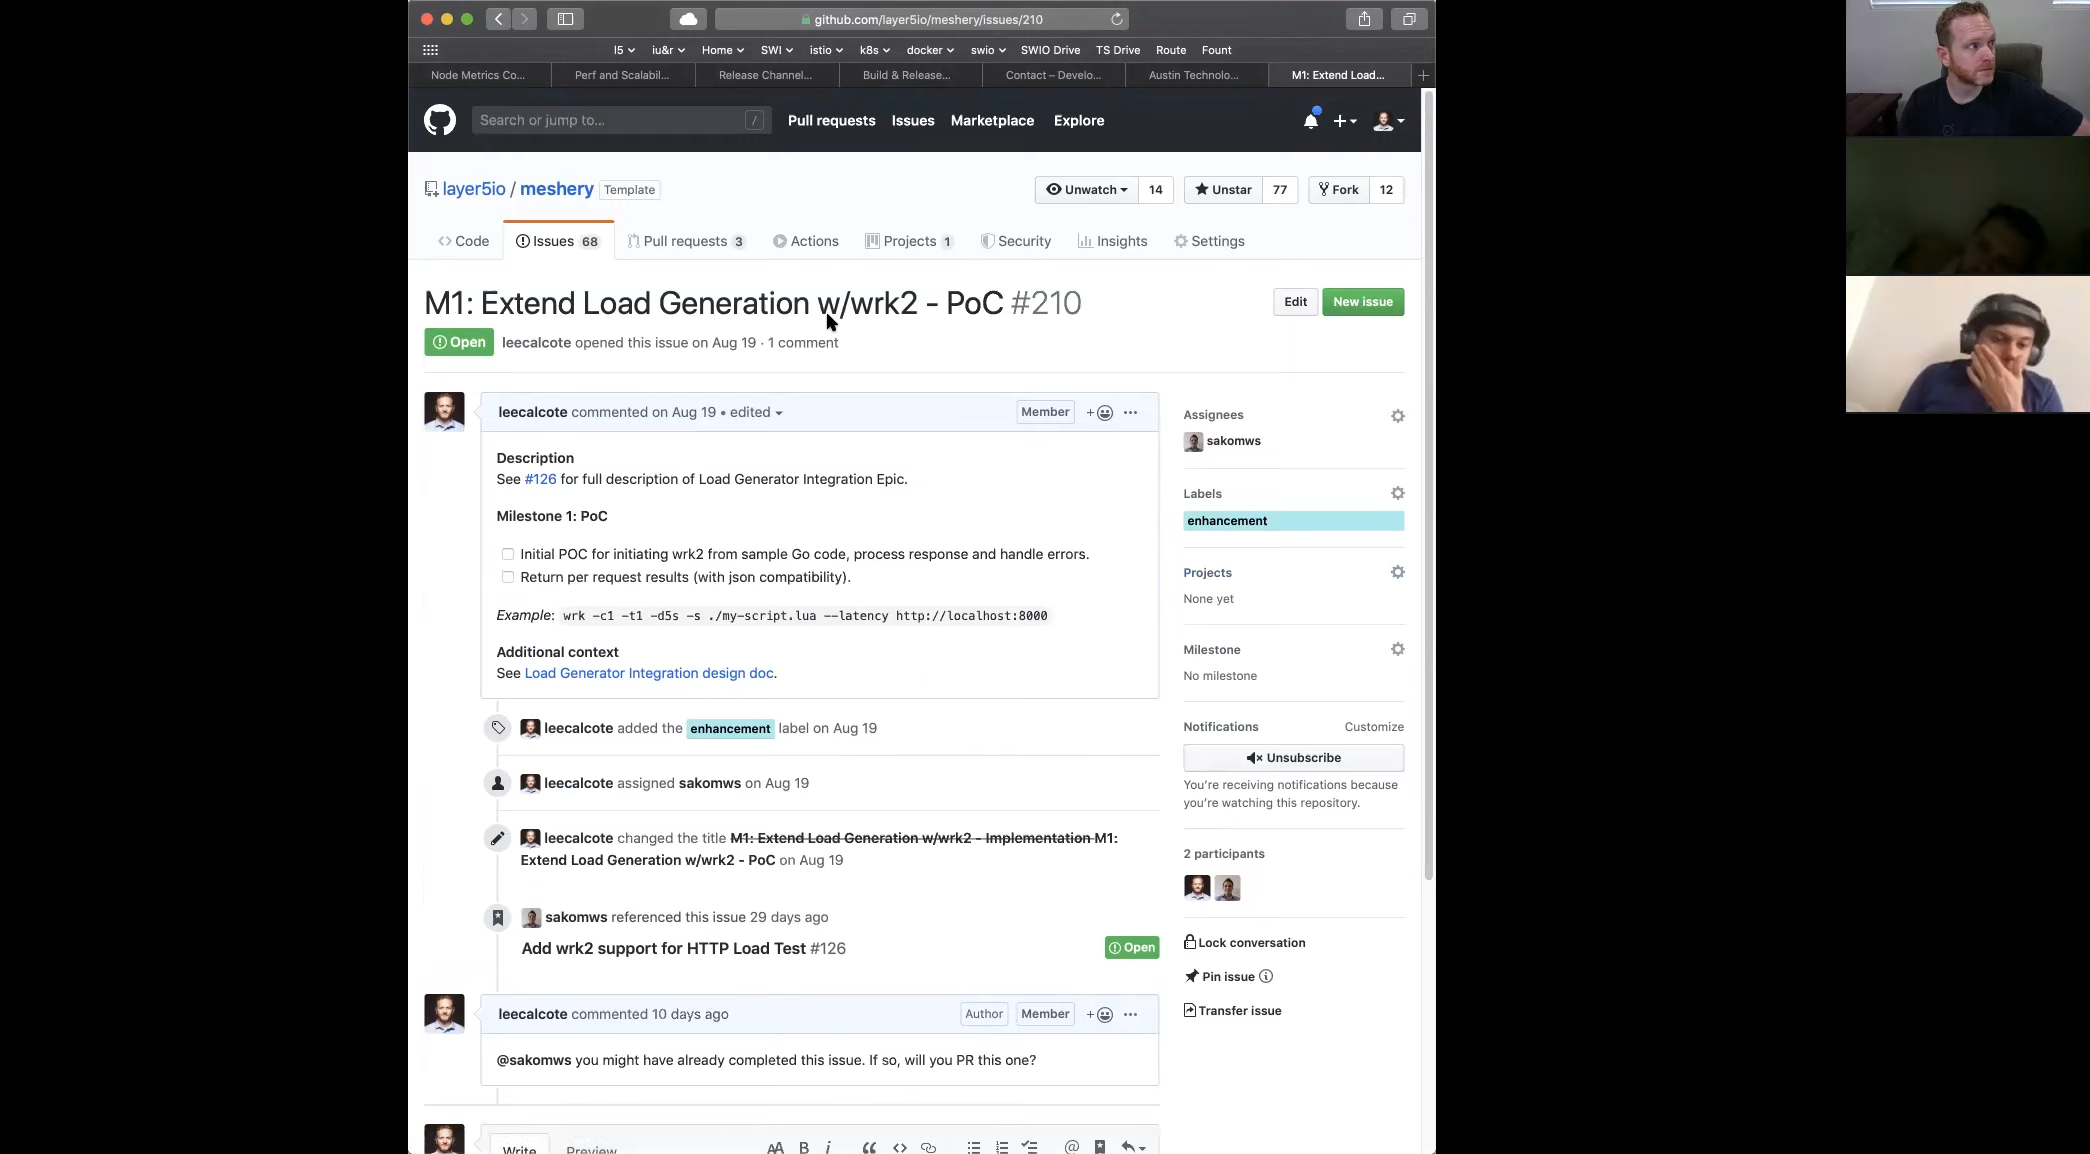 github.com/layer5io/meshery/issues/210
l5 iu&r Home SWI istio k8s docker swio SWIO Drive TS Drive Route Fount
Node Metrics Co... Perf and Scalabil... Release Channel... Build & Release... Contact – Develo... Austin Technolo... M1: Extend Load...
Search or jump to... / Pull requests Issues Marketplace Explore
layer5io / meshery Template Unwatch 14 Unstar 77 Fork 12
Code Issues 68 Pull requests 3 Actions Projects 1 Security Insights Settings
M1: Extend Load Generation w/wrk2 - PoC #210 Edit New issue
Open leecalcote opened this issue on Aug 19 · 1 comment
leecalcote commented on Aug 19 • edited Member
Description
See #126 for full description of Load Generator Integration Epic.
Milestone 1: PoC
Initial POC for initiating wrk2 from sample Go code, process response and handle errors.
Return per request results (with json compatibility).
Example: wrk -c1 -t1 -d5s -s ./my-script.lua --latency http://localhost:8000
Additional context
See Load Generator Integration design doc.
leecalcote added the enhancement label on Aug 19
leecalcote assigned sakomws on Aug 19
leecalcote changed the title M1: Extend Load Generation w/wrk2 - Implementation M1:
Extend Load Generation w/wrk2 - PoC on Aug 19
sakomws referenced this issue 29 days ago
Add wrk2 support for HTTP Load Test #126 Open
leecalcote commented 10 days ago Author Member
@sakomws you might have already completed this issue. If so, will you PR this one?
Write Preview AA B i
Assignees
sakomws
Labels
enhancement
Projects
None yet
Milestone
No milestone
Notifications Customize
Unsubscribe
You're receiving notifications because
you're watching this repository.
2 participants
Lock conversation
Pin issue
Transfer issue